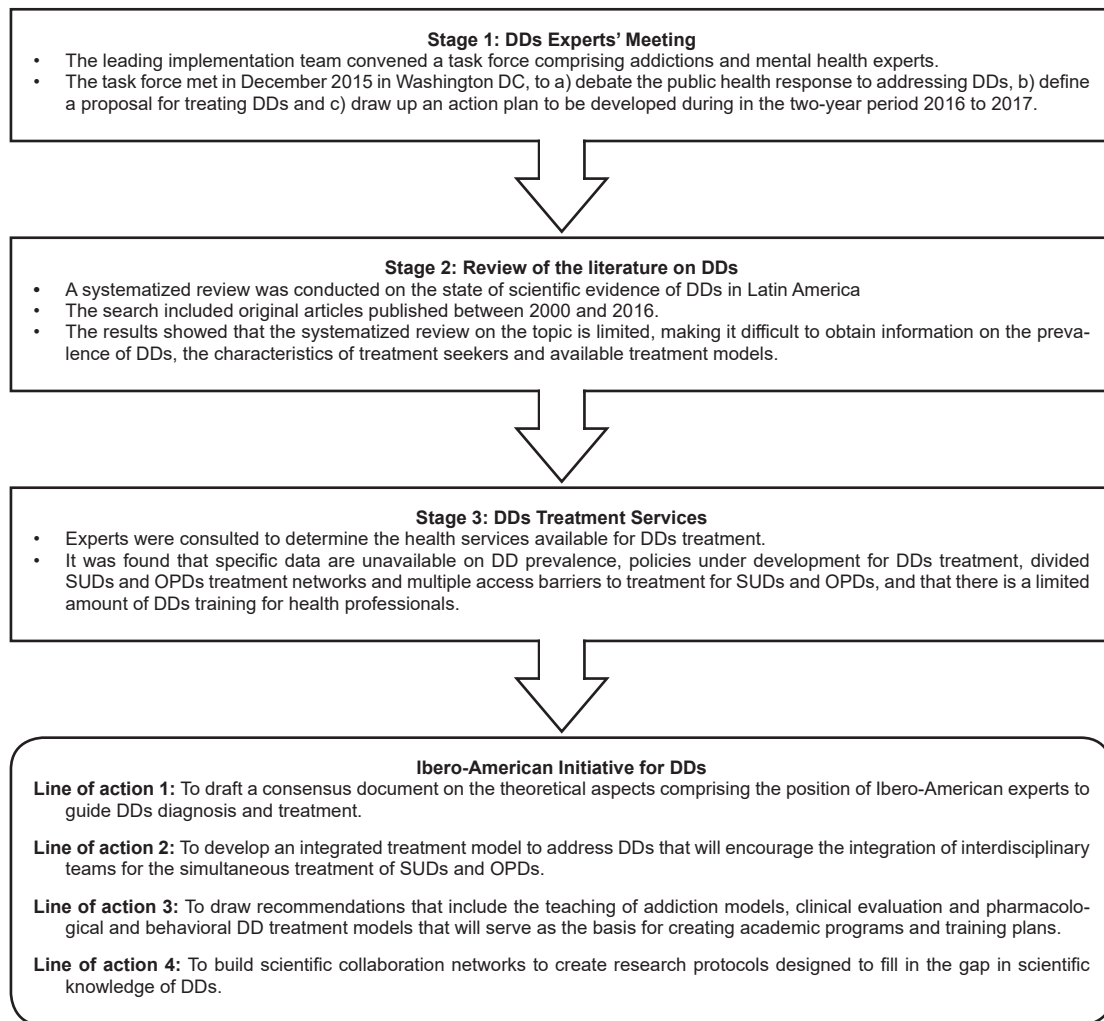 Stage 1: DDs Experts’ Meeting
• The leading implementation team convened a task force comprising addictions and mental health experts.
• The task force met in December 2015 in Washington DC, to a) debate the public health response to addressing DDs, b) define
a proposal for treating DDs and c) draw up an action plan to be developed during in the two-year period 2016 to 2017.
Stage 2: Review of the literature on DDs
• A systematized review was conducted on the state of scientific evidence of DDs in Latin America
• The search included original articles published between 2000 and 2016.
• The results showed that the systematized review on the topic is limited, making it difficult to obtain information on the preva-
lence of DDs, the characteristics of treatment seekers and available treatment models.
Stage 3: DDs Treatment Services
• Experts were consulted to determine the health services available for DDs treatment.
• It was found that specific data are unavailable on DD prevalence, policies under development for DDs treatment, divided
SUDs and OPDs treatment networks and multiple access barriers to treatment for SUDs and OPDs, and that there is a limited
amount of DDs training for health professionals.
Ibero-American Initiative for DDs
Line of action 1: To draft a consensus document on the theoretical aspects comprising the position of Ibero-American experts to
guide DDs diagnosis and treatment.
Line of action 2: To develop an integrated treatment model to address DDs that will encourage the integration of interdisciplinary
teams for the simultaneous treatment of SUDs and OPDs.
Line of action 3: To draw recommendations that include the teaching of addiction models, clinical evaluation and pharmacolo-
gical and behavioral DD treatment models that will serve as the basis for creating academic programs and training plans.
Line of action 4: To build scientific collaboration networks to create research protocols designed to fill in the gap in scientific
knowledge of DDs.